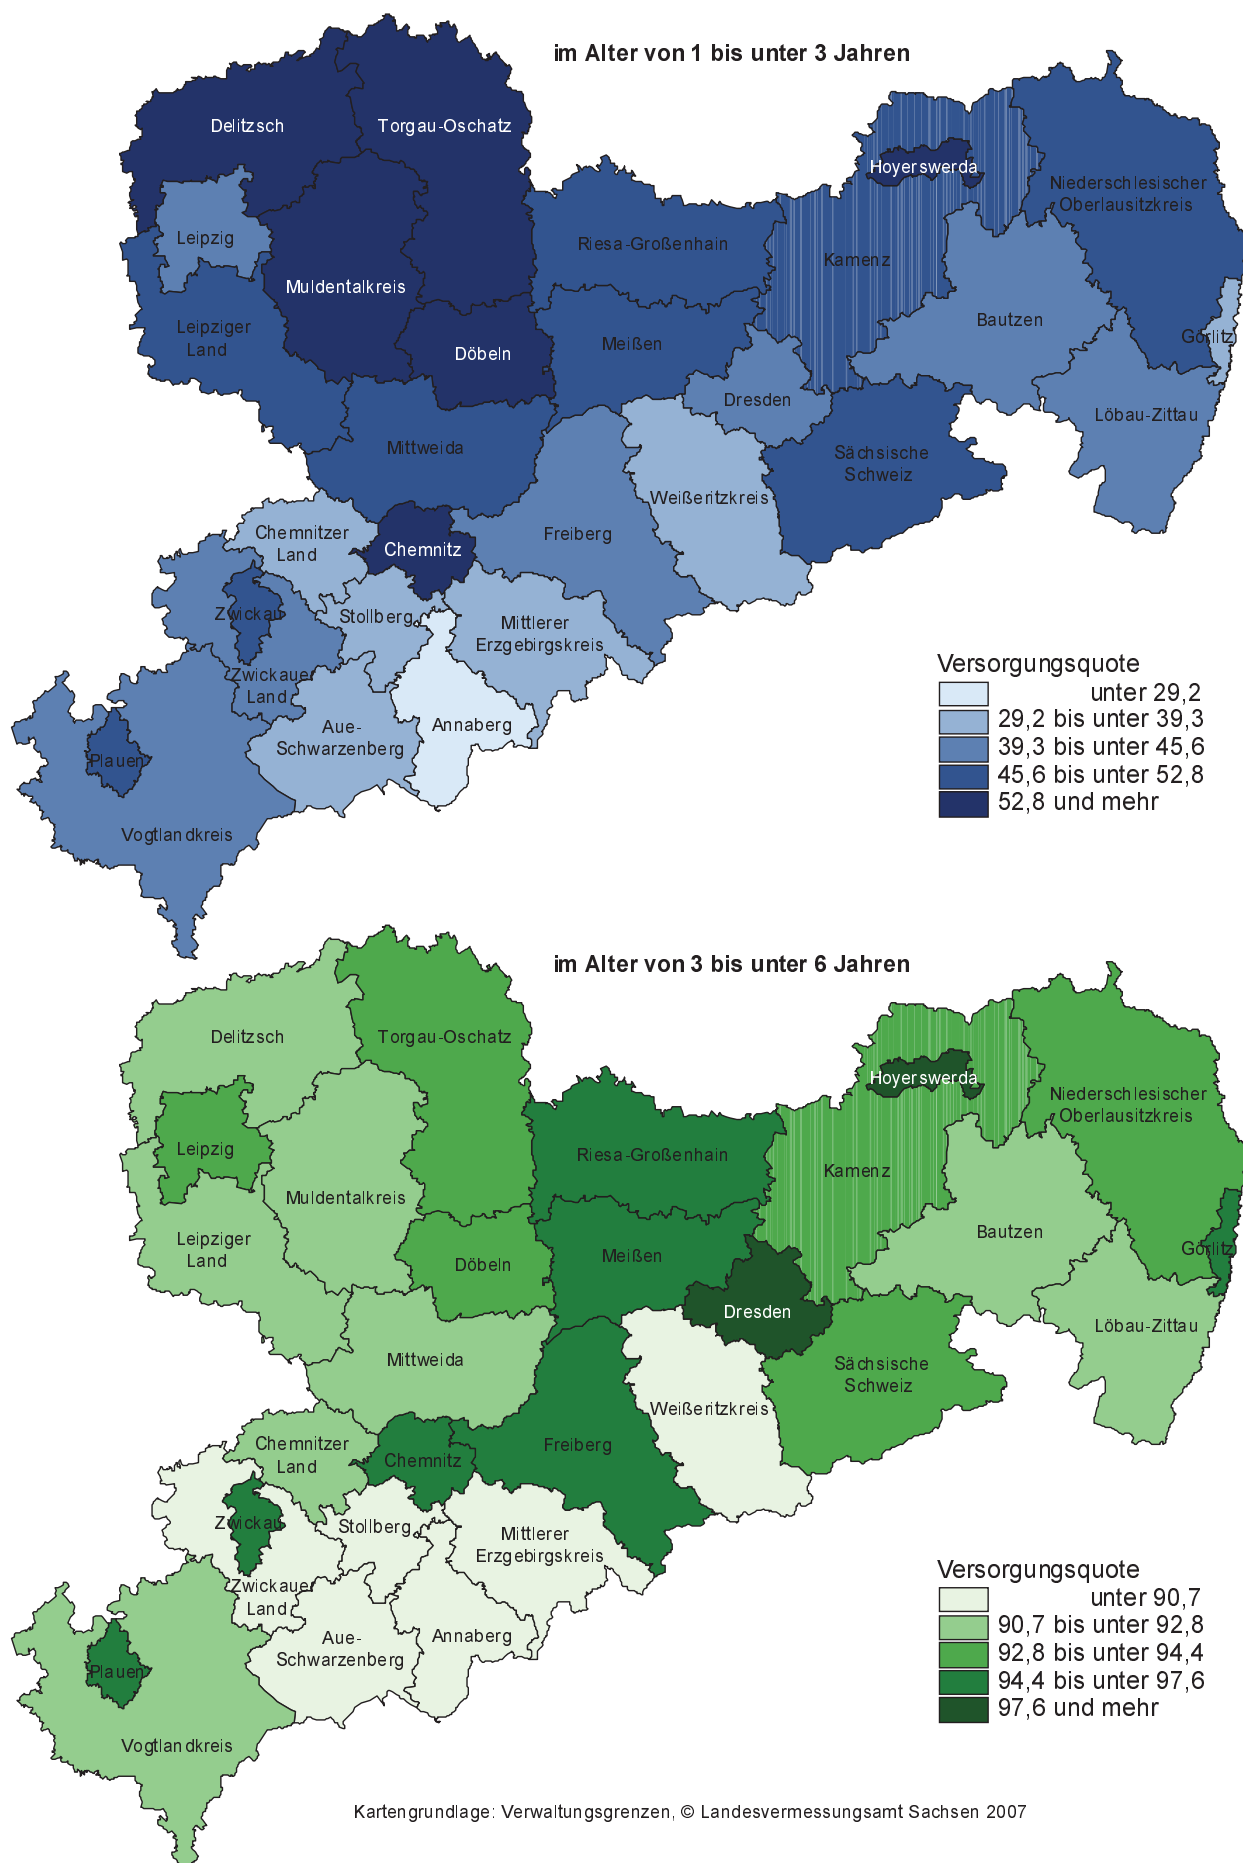 im Alter von 1 bis unter 3 Jahren
Delitzsch
Torgau-Oschatz
Hoyerswerda
Niederschlesischer
Oberlausitzkreis
Leipzig
Riesa-Großenhain
Kamenz
Muldentalkreis
Bautzen
Leipziger
Land
Meißen
Görlitz
Döbeln
Dresden
Löbau-Zittau
Mittweida
Sächsische
Schweiz
Weißeritzkreis
Chemnitzer
Land
Freiberg
Chemnitz
Zwickau
Stollberg
Mittlerer
Erzgebirgskreis
Zwickauer
Land
Aue-
Schwarzenberg
Annaberg
Plauen
Vogtlandkreis
Versorgungsquote
unter 29,2
29,2 bis unter 39,3
39,3 bis unter 45,6
45,6 bis unter 52,8
52,8 und mehr
im Alter von 3 bis unter 6 Jahren
Delitzsch
Torgau-Oschatz
Hoyerswerda
Niederschlesischer
Oberlausitzkreis
Leipzig
Riesa-Großenhain
Kamenz
Muldentalkreis
Bautzen
Leipziger
Land
Meißen
Görlitz
Döbeln
Dresden
Löbau-Zittau
Mittweida
Sächsische
Schweiz
Weißeritzkreis
Chemnitzer
Land
Freiberg
Chemnitz
Zwickau
Stollberg
Mittlerer
Erzgebirgskreis
Zwickauer
Land
Aue-
Schwarzenberg
Annaberg
Plauen
Vogtlandkreis
Versorgungsquote
unter 90,7
90,7 bis unter 92,8
92,8 bis unter 94,4
94,4 bis unter 97,6
97,6 und mehr
Kartengrundlage: Verwaltungsgrenzen, © Landesvermessungsamt Sachsen 2007